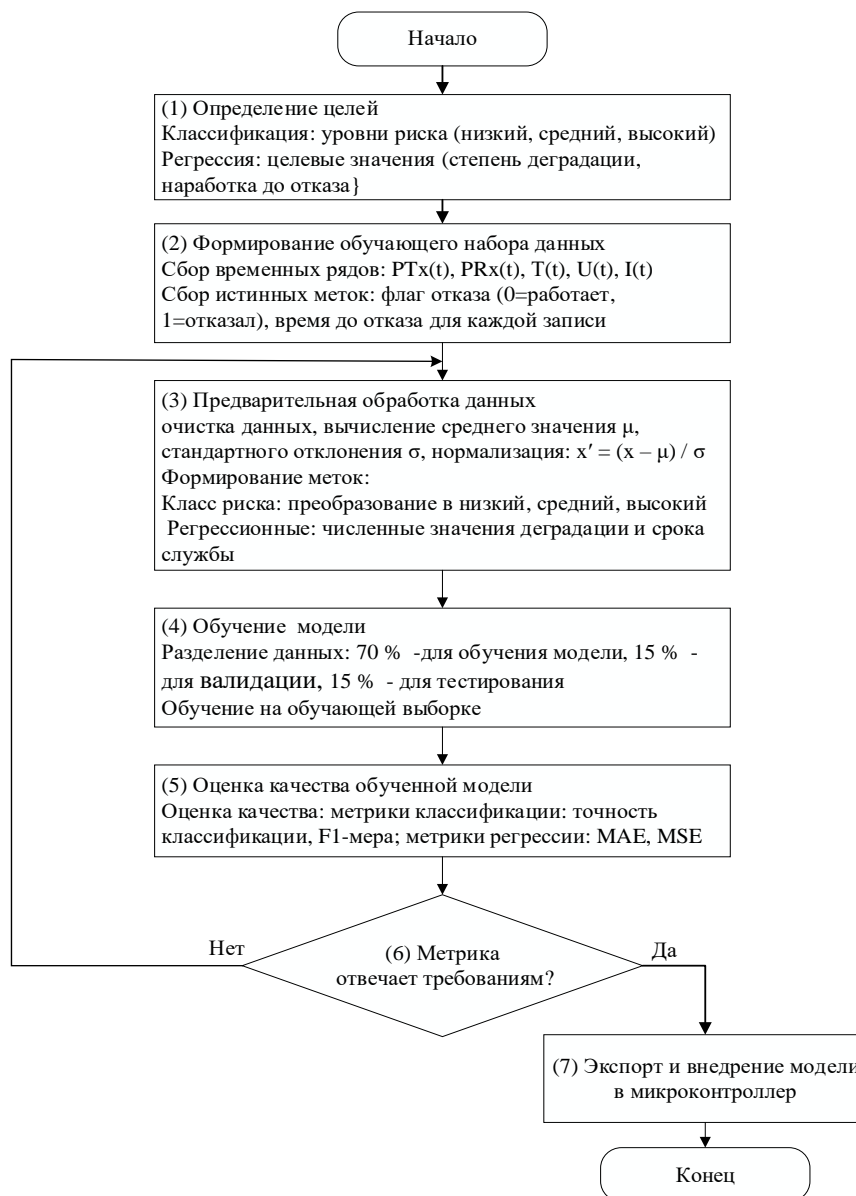 Начало
(1) Определение целей
Классификация: уровни риска (низкий, средний, высокий)
Регрессия: целевые значения (степень деградации,
наработка до отказа}
(2) Формирование обучающего набора данных
Сбор временных рядов: PTx(t), PRx(t), T(t), U(t), I(t)
Сбор истинных меток: флаг отказа (0=работает,
1=отказал), время до отказа для каждой записи
(3) Предварительная обработка данных
очистка данных, вычисление среднего значения μ,
стандартного отклонения σ, нормализация: x′ = (x – μ) / σ
Формирование меток:
Класс риска: преобразование в низкий, средний, высокий
Регрессионные: численные значения деградации и срока
службы
(4) Обучение модели
Разделение данных: 70 % -для обучения модели, 15 % -
для валидации, 15 % - для тестирования
Обучение на обучающей выборке
(5) Оценка качества обученной модели
Оценка качества: метрики классификации: точность
классификации, F1-мера; метрики регрессии: MAE, MSE
Нет
(6) Метрика
отвечает требованиям?
Да
(7) Экспорт и внедрение модели
в микроконтроллер
Конец